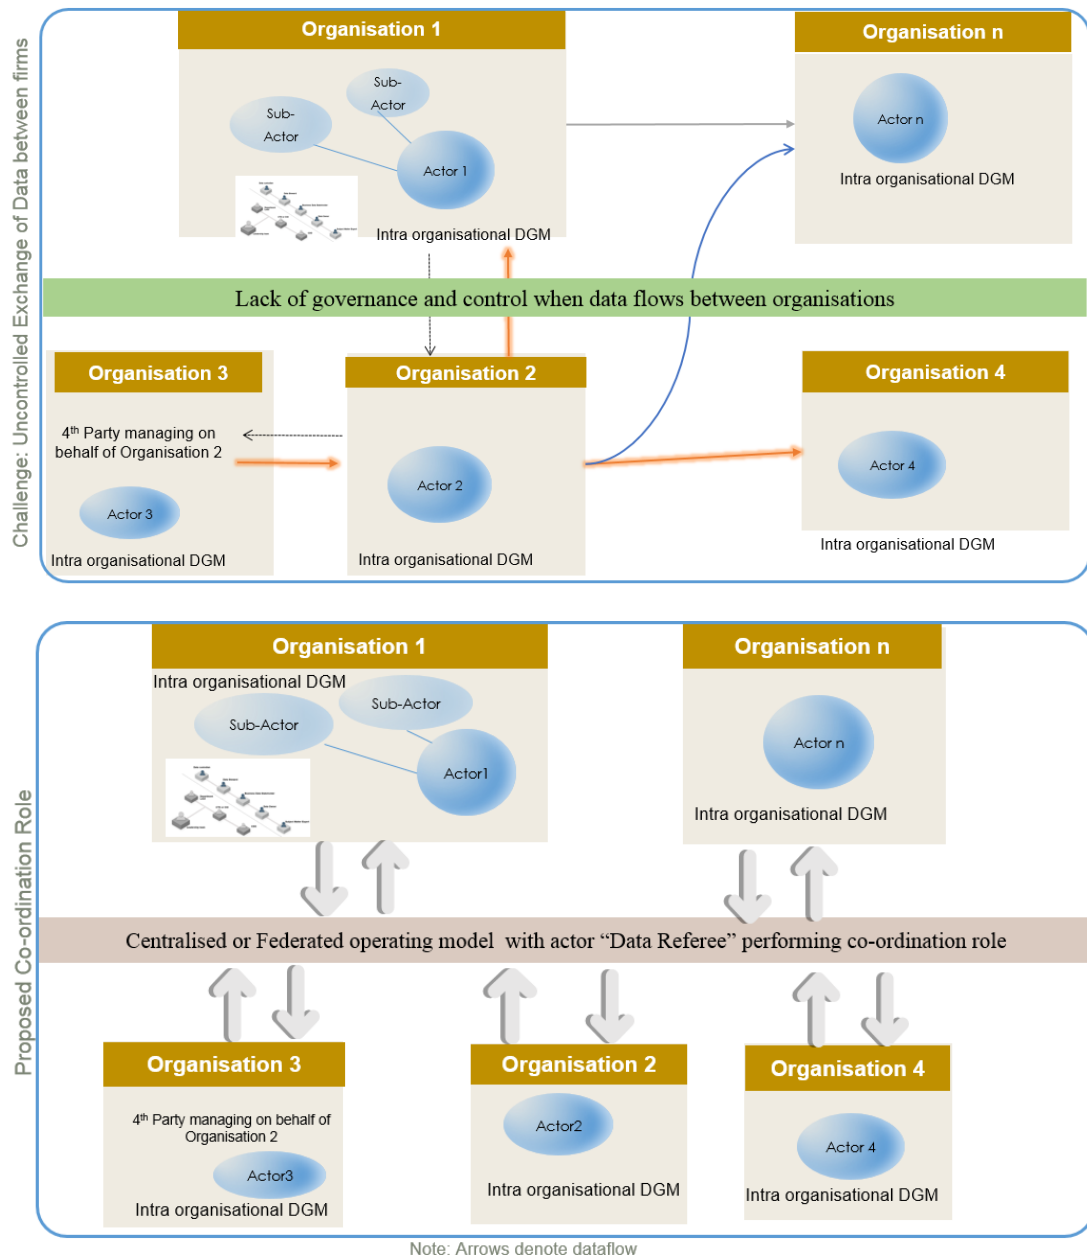 Challenge: Uncontrolled Exchange of Data between firms
Organisation 1
Organisation n
Sub-
Actor
Sub-
Actor
Actor 1
Actor n
Intra organisational DGM
Intra organisational DGM
Lack of governance and control when data flows between organisations
Organisation 3
Organisation 2
Organisation 4
4th Party managing on
behalf of Organisation 2
Actor 3
Actor 2
Actor 4
Intra organisational DGM
Intra organisational DGM
Intra organisational DGM
Proposed Co-ordination Role
Organisation 1
Organisation n
Intra organisational DGM
Sub-Actor
Sub-Actor
Actor1
Actor n
Intra organisational DGM
Centralised or Federated operating model with actor “Data Referee” performing co-ordination role
Organisation 3
Organisation 2
Organisation 4
4th Party managing on behalf of
Organisation 2
Actor3
Actor2
Actor 4
Intra organisational DGM
Intra organisational DGM
Intra organisational DGM
Note: Arrows denote dataflow